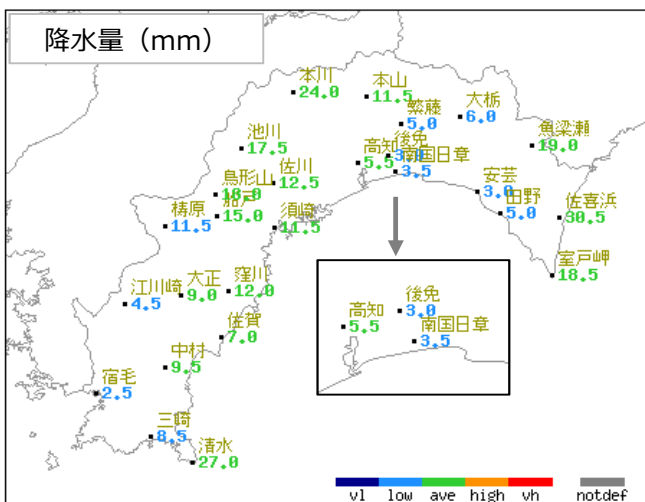 降水量（mm）
本川
24.0
本山
11.5
繁藤
5.0
大栃
6.0
魚梁瀬
19.0
池川
17.5
高知
5.5
後免
3.0
南国日章
3.5
佐川
12.5
鳥形山
船戸
15.0
安芸
3.0
田野
5.0
佐喜浜
30.5
梼原
11.5
須崎
11.5
室戸岬
18.5
江川崎
4.5
大正
9.0
窪川
12.0
佐賀
7.0
中村
9.5
宿毛
2.5
三崎
8.5
清水
27.0
後免
3.0
高知
5.5
南国日章
3.5
vl low ave high vh notdef